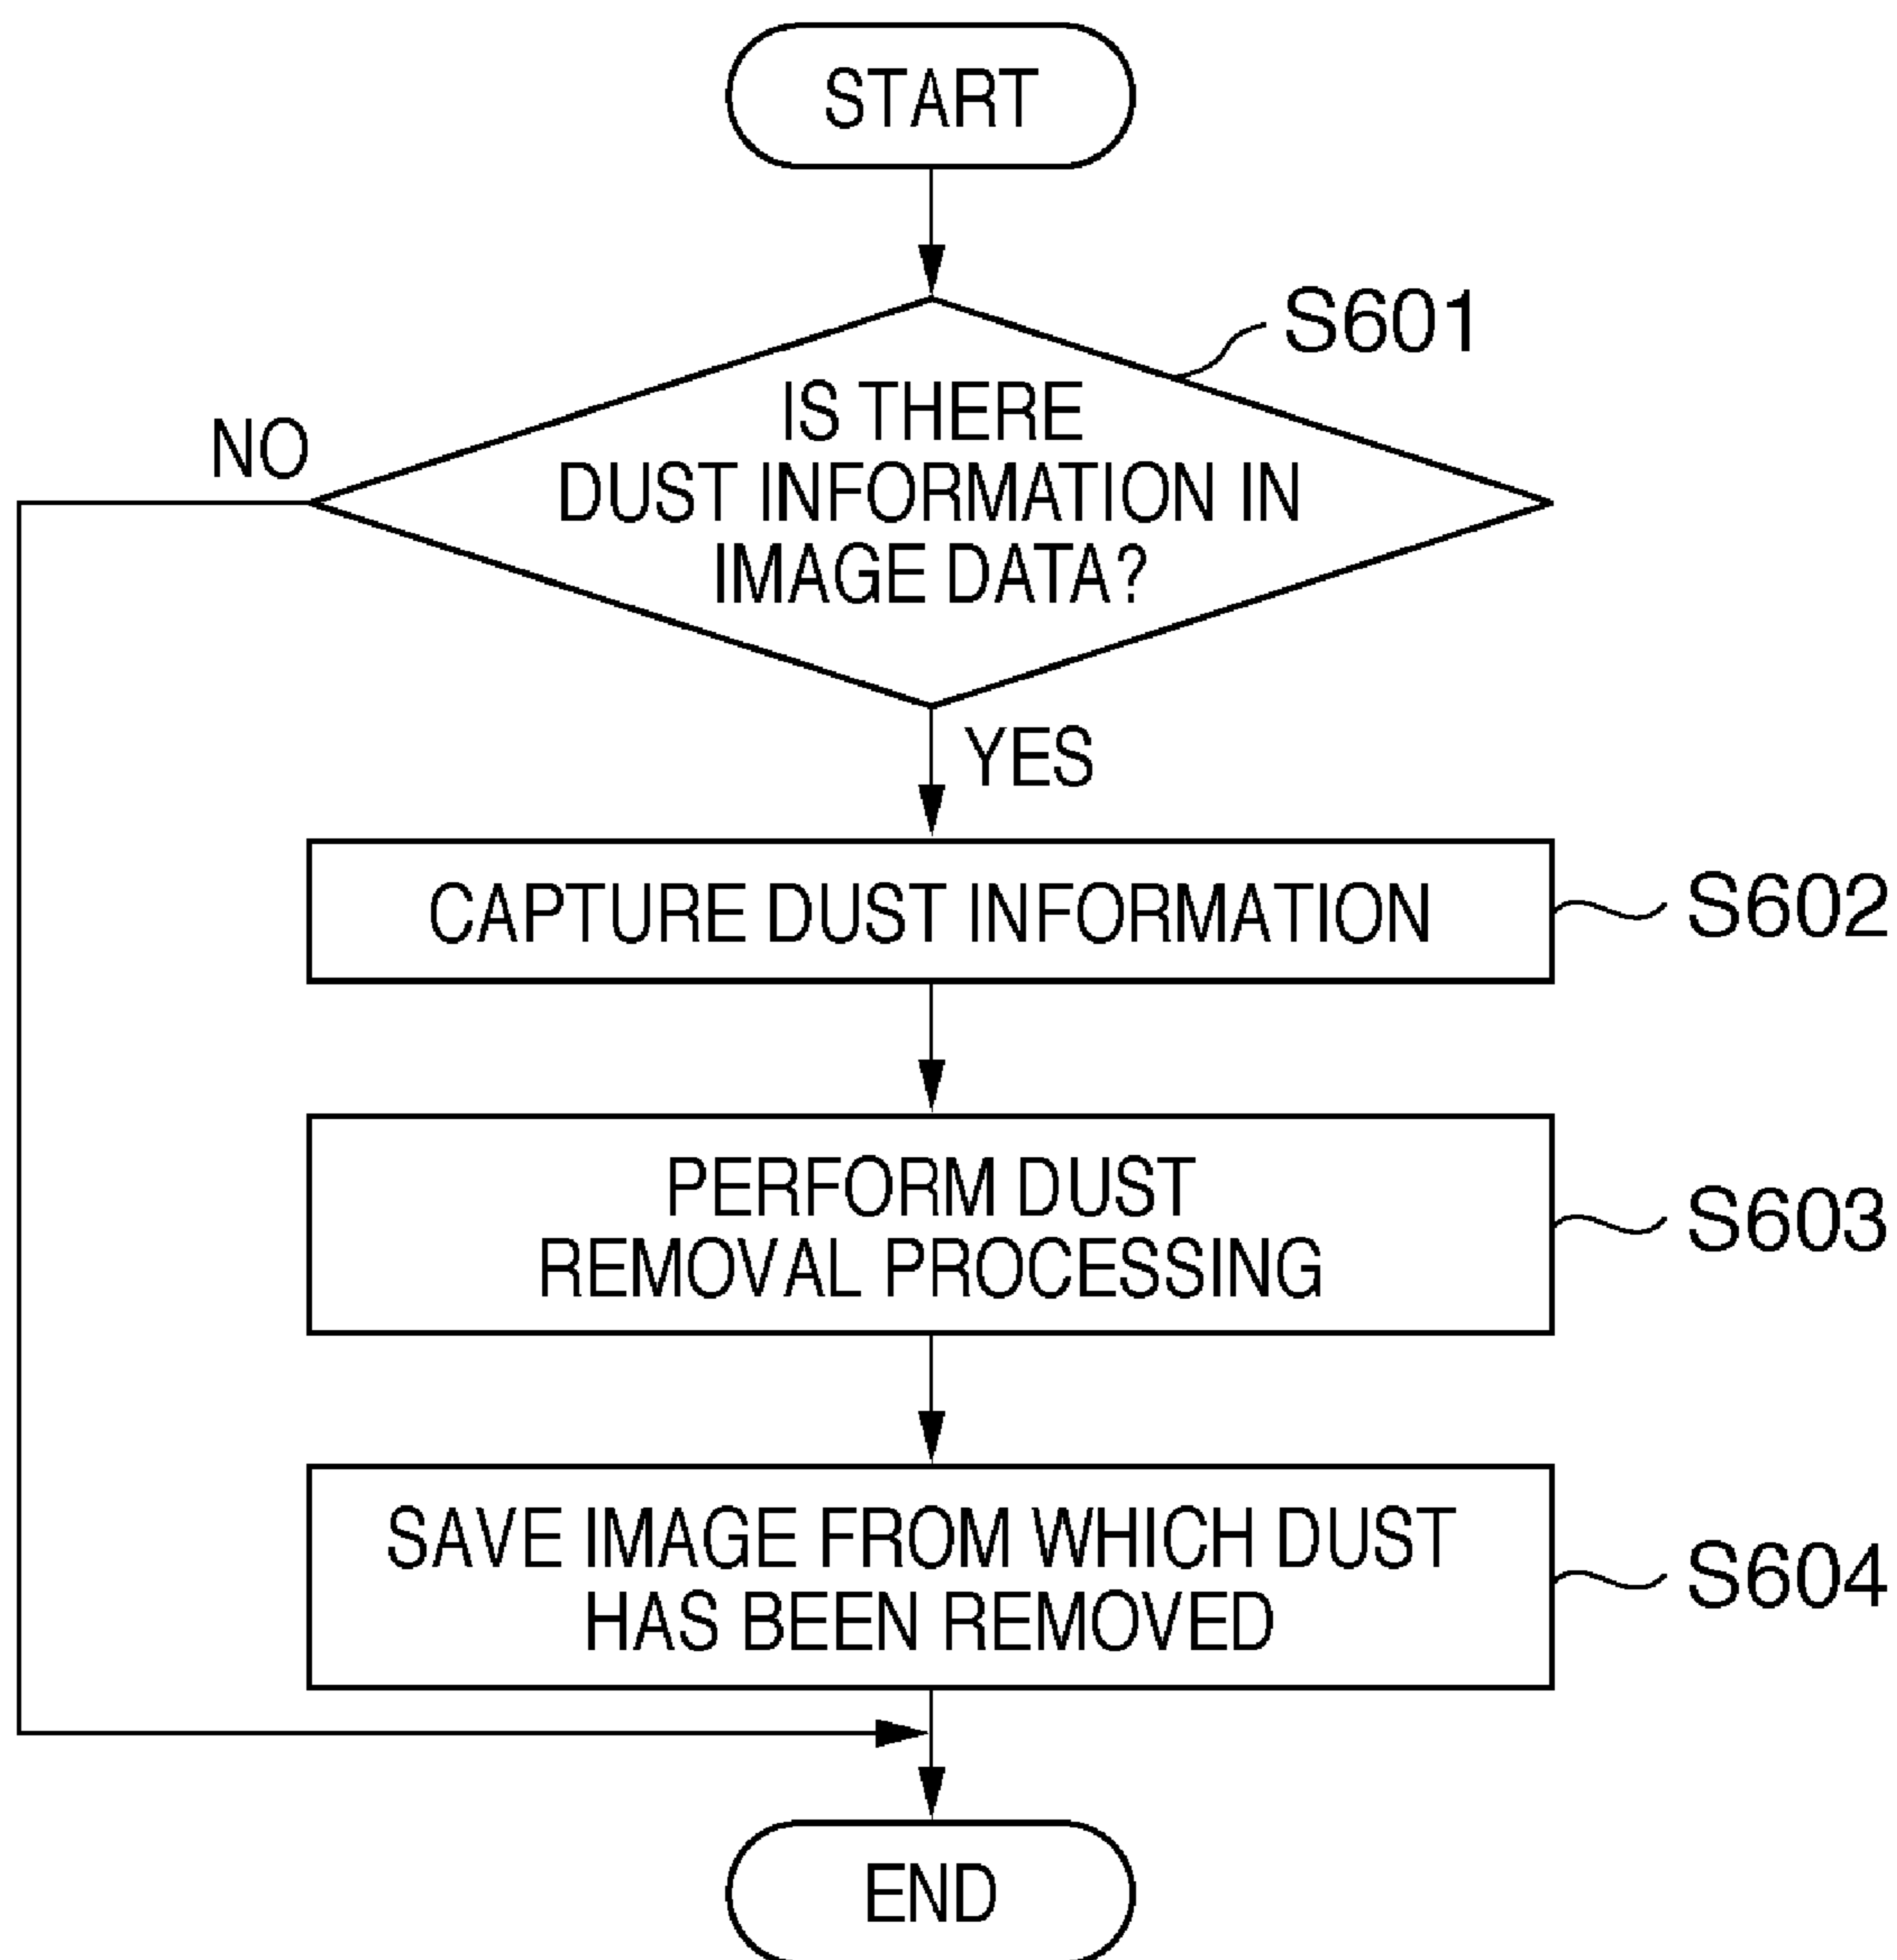 START
S601
IS THERE
DUST INFORMATION IN
IMAGE DATA?
NO
YES
CAPTURE DUST INFORMATION
S602
PERFORM DUST
REMOVAL PROCESSING
S603
SAVE IMAGE FROM WHICH DUST
HAS BEEN REMOVED
S604
END